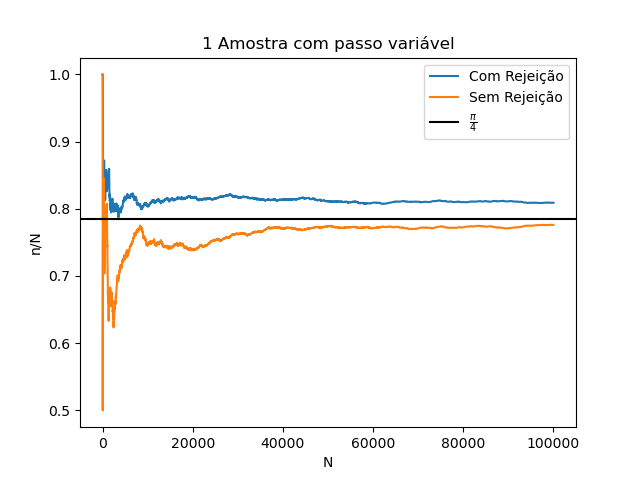 1 Amostra com passo variável
Com Rejeição
Sem Rejeição
π/4
1.0
0.9
0.8
0.7
0.6
0.5
n/N
0
20000
40000
60000
80000
100000
N